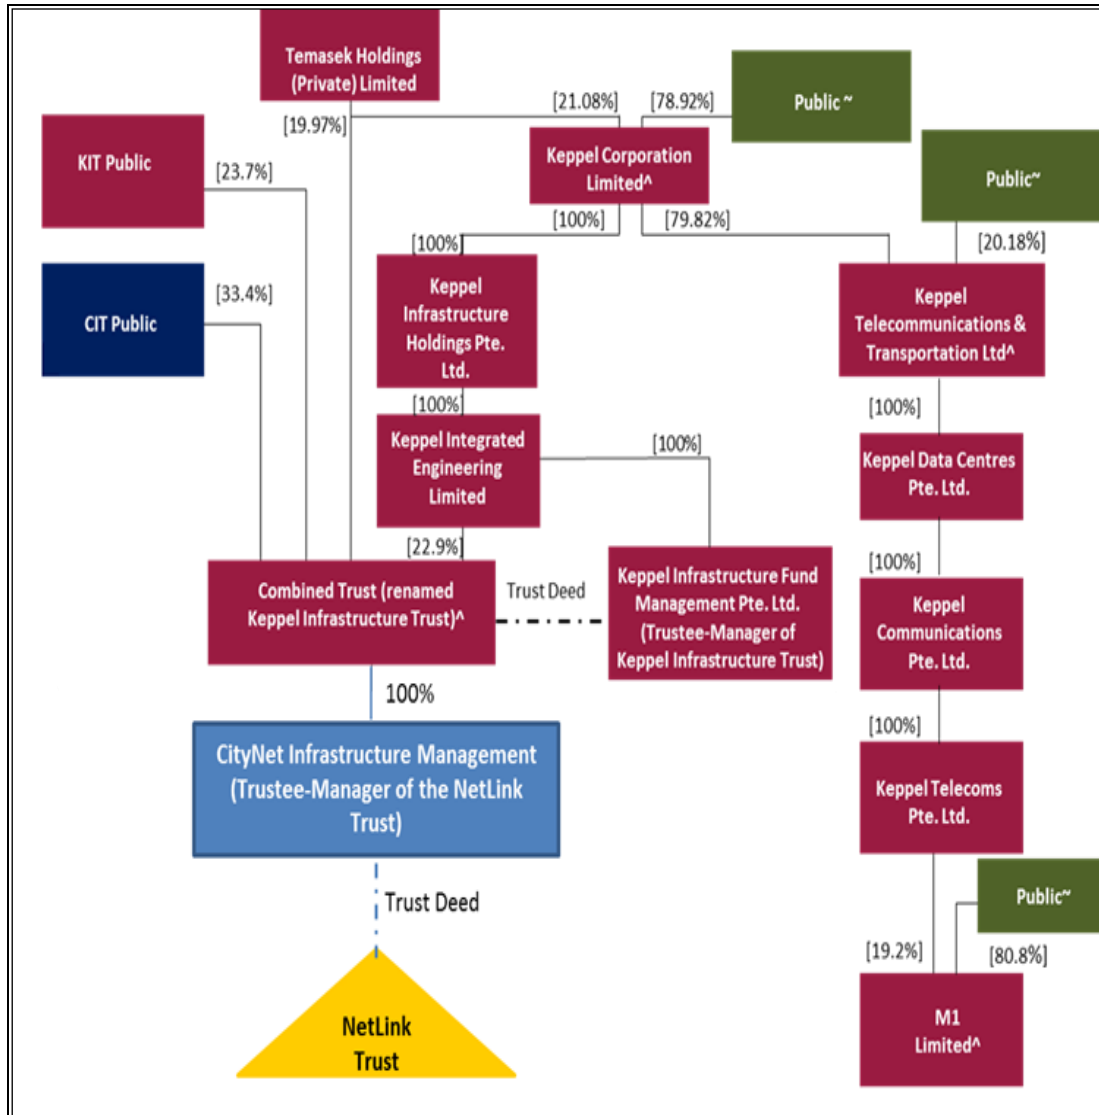 Temasek Holdings
(Private) Limited
[21.08%]
[78.92%]
Public ~
[19.97%]
KIT Public
[23.7%]
Keppel Corporation
Limited^
Public~
[100%]
[79.82%]
[20.18%]
[100%]
CIT Public
[33.4%]
Keppel
Infrastructure
Holdings Pte.
Ltd.
Keppel
Telecommunications &
Transportation Ltd^
[100%]
[100%]
Keppel Integrated
Engineering
Limited
[100%]
Keppel Data Centres
Pte. Ltd.
[22.9%]
[100%]
Combined Trust (renamed
Keppel Infrastructure Trust)^
Trust Deed
Keppel Infrastructure Fund
Management Pte. Ltd.
(Trustee-Manager of
Keppel Infrastructure Trust)
Keppel
Communications
Pte. Ltd.
100%
[100%]
CityNet Infrastructure Management
(Trustee-Manager of the NetLink
Trust)
Keppel Telecoms
Pte. Ltd.
Trust Deed
Public~
[19.2%]
[80.8%]
NetLink
Trust
M1
Limited^